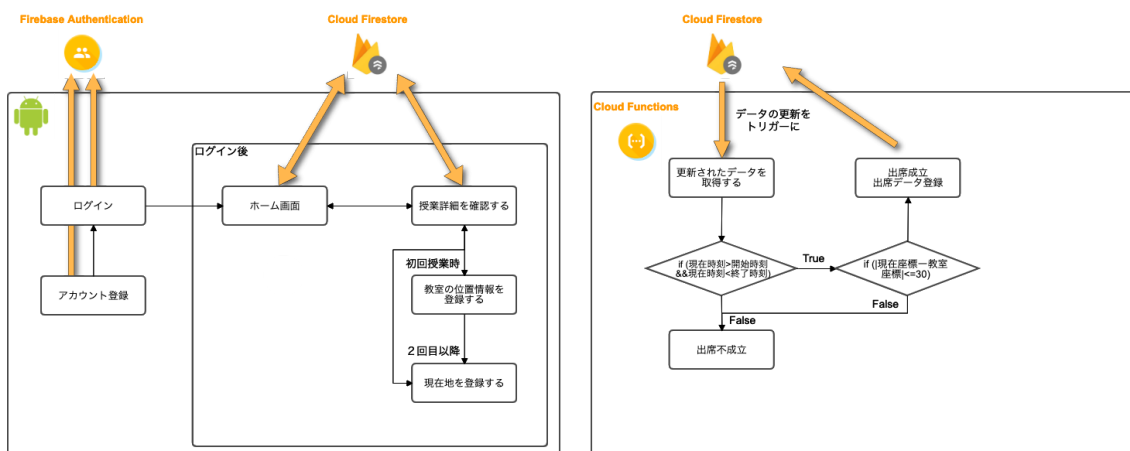 Firebase Authentication
Cloud Firestore
ログイン後
ログイン
ホーム画面
授業詳細を確認する
初回授業時
アカウント登録
教室の位置情報を
登録する
２回目以降
現在地を登録する
Cloud Firestore
Cloud Functions
データの更新を
トリガーに
更新されたデータを
取得する
出席成立
出席データ登録
if (現在時刻>開始時刻
&&現在時刻<終了時刻)
True
if (|現在座標ー教室
座標|<=30)
False
False
出席不成立